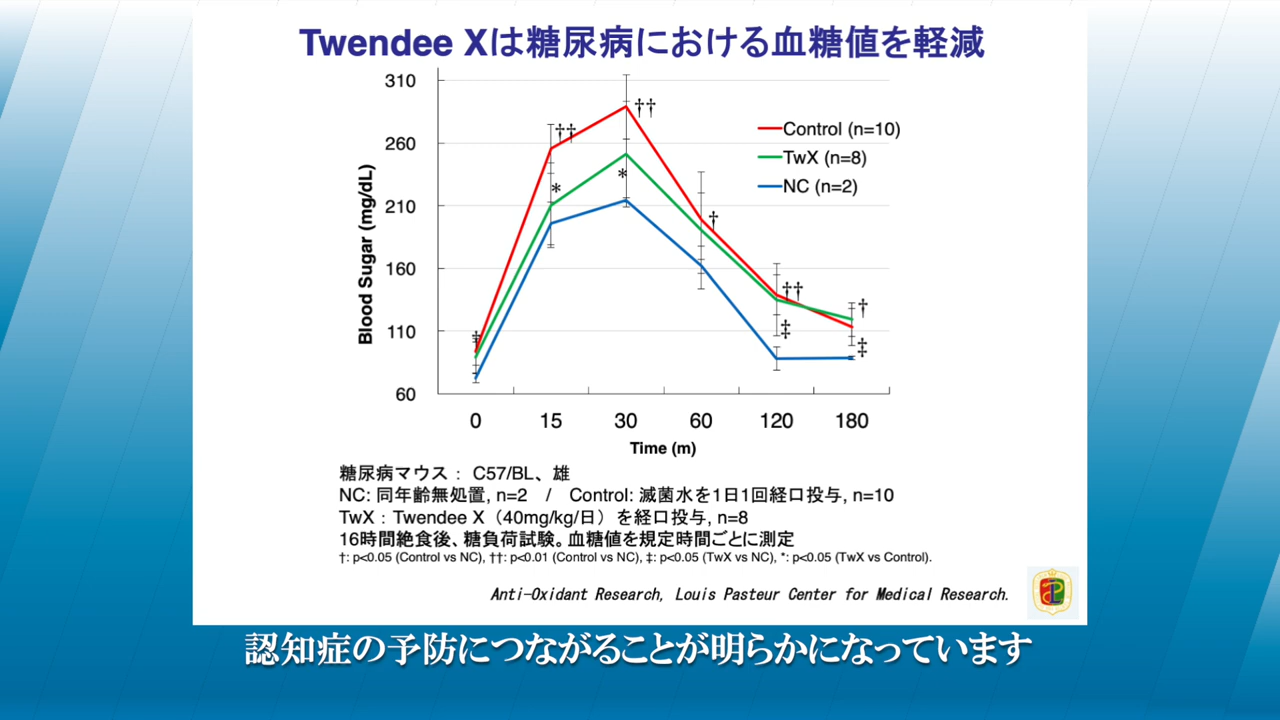 Twendee Xは糖尿病における血糖値を軽減
310
260
210
160
110
60
Blood Sugar (mg/dL)
††
††
*
*
†
††
†
‡
‡
†
Control (n=10)
TwX (n=8)
NC (n=2)
0 15 30 60 120 180
Time (m)
糖尿病マウス： C57/BL、雄
NC: 同年齢無処置, n=2 / Control: 滅菌水を1日1回経口投与, n=10
TwX：Twendee X（40mg/kg/日）を経口投与, n=8
16時間絶食後、糖負荷試験。血糖値を規定時間ごとに測定
†: p<0.05 (Control vs NC), ††: p<0.01 (Control vs NC), ‡: p<0.05 (TwX vs NC), *: p<0.05 (TwX vs Control).
Anti-Oxidant Research, Louis Pasteur Center for Medical Research.
認知症の予防につながることが明らかになっています